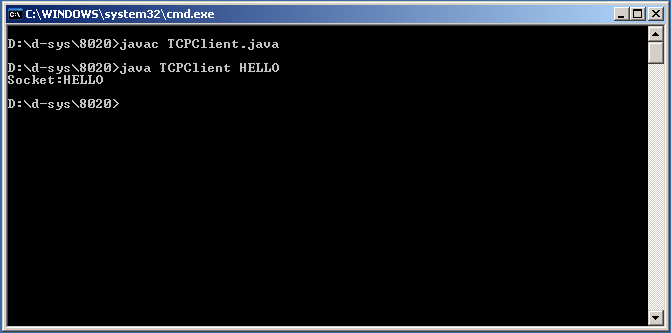 C:\WINDOWS\system32\cmd.exe
D:\d-sys\8020>javac TCPClient.java
D:\d-sys\8020>java TCPClient HELLO
Socket:HELLO
D:\d-sys\8020>